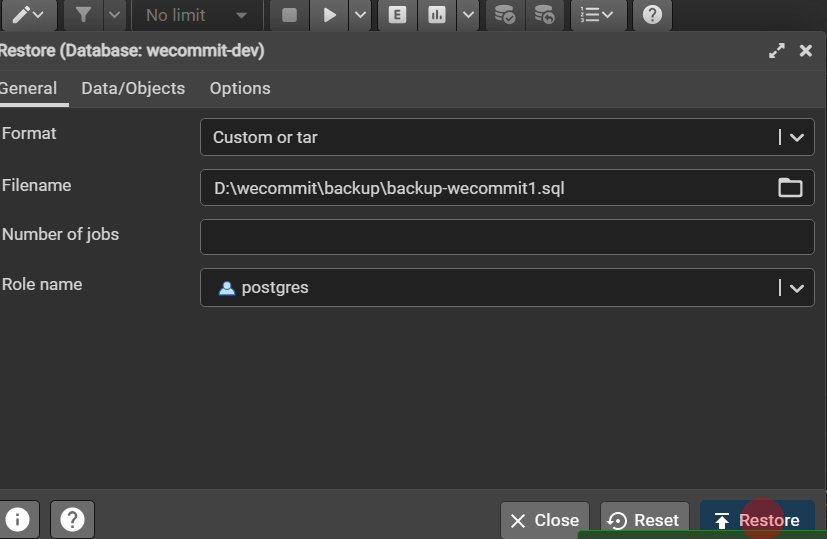 No limit
E
Restore (Database: wecommit-dev)
General Data/Objects Options
Format
Custom or tar
Filename
D:\wecommit\backup\backup-wecommit1.sql
Number of jobs
Role name
postgres
Close Reset Restore